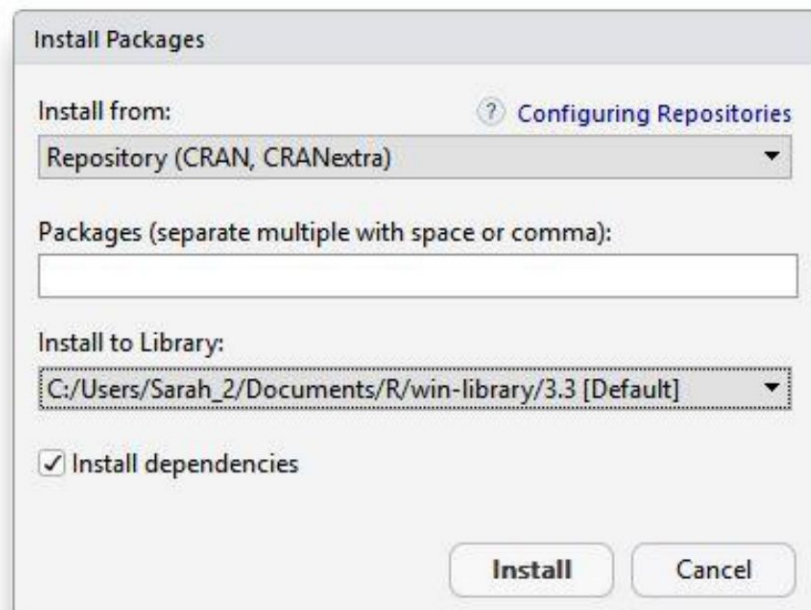 Install Packages
Install from:
? Configuring Repositories
Repository (CRAN, CRANextra)
Packages (separate multiple with space or comma):
Install to Library:
C:/Users/Sarah_2/Documents/R/win-library/3.3 [Default]
Install dependencies
Install
Cancel